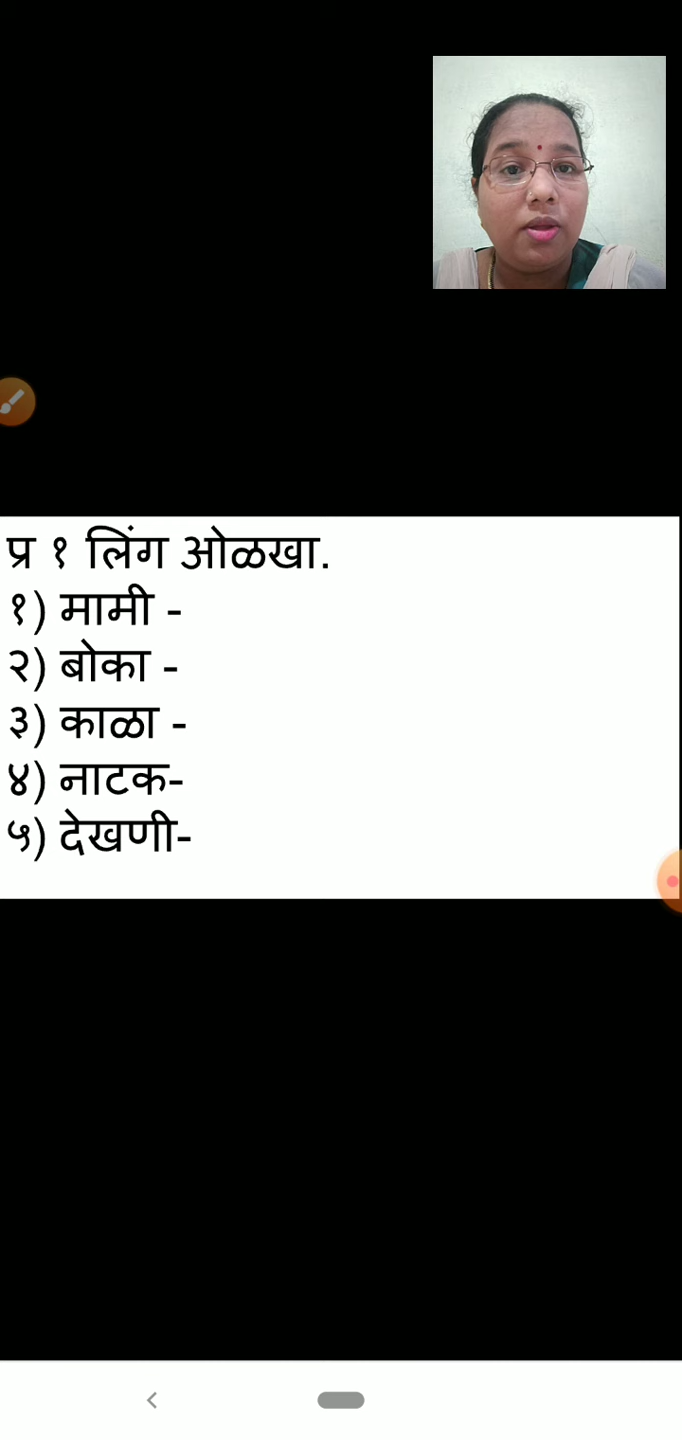 प्र १ लिंग ओळखा.
१) मामी -
२) बोका -
३) काळा -
४) नाटक-
५) देखणी-